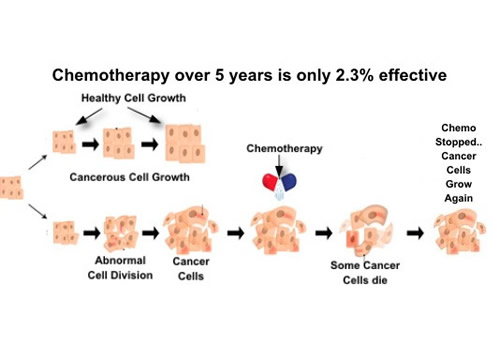 Chemotherapy over 5 years is only 2.3% effective
Healthy Cell Growth
Cancerous Cell Growth
Abnormal
Cell Division
Cancer
Cells
Chemotherapy
Some Cancer
Cells die
Chemo
Stopped..
Cancer
Cells
Grow
Again